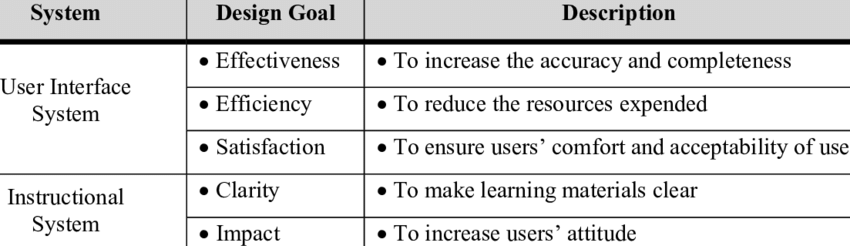 System Design Goal Description
User Interface System
• Effectiveness • To increase the accuracy and completeness
• Efficiency • To reduce the resources expended
• Satisfaction • To ensure users’ comfort and acceptability of use
Instructional System
• Clarity • To make learning materials clear
• Impact • To increase users’ attitude